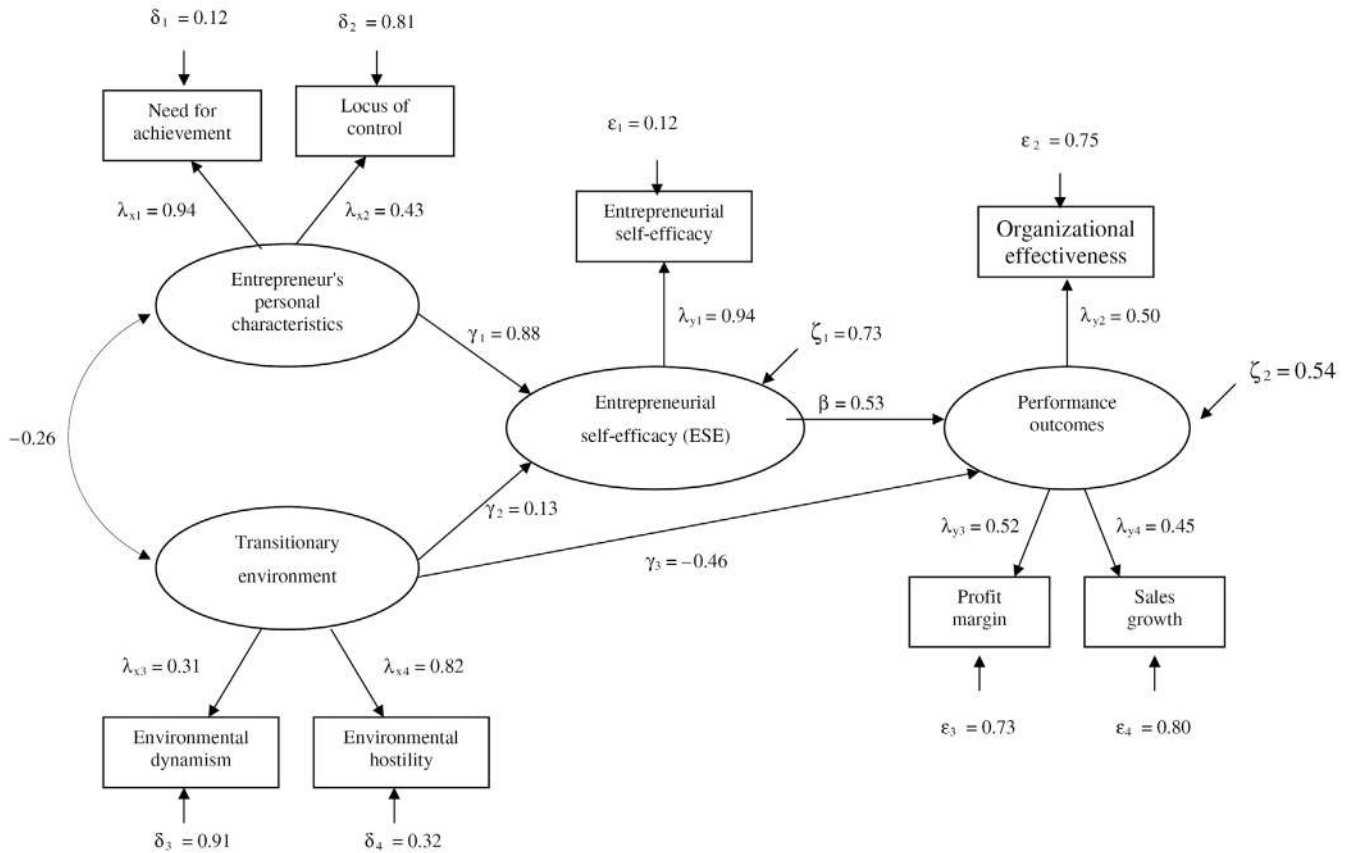 δ1 = 0.12
δ2 = 0.81
Need for
achievement
Locus of
control
λx1 = 0.94
λx2 = 0.43
ε1 = 0.12
ε2 = 0.75
Entrepreneurial
self-efficacy
Organizational
effectiveness
Entrepreneur's
personal
characteristics
γ1 = 0.88
λy1 = 0.94
ζ1 = 0.73
λy2 = 0.50
ζ2 = 0.54
−0.26
Entrepreneurial
self-efficacy (ESE)
β = 0.53
Performance
outcomes
Transitionary
environment
γ2 = 0.13
γ3 = −0.46
λy3 = 0.52
λy4 = 0.45
Profit
margin
Sales
growth
λx3 = 0.31
λx4 = 0.82
Environmental
dynamism
Environmental
hostility
ε3 = 0.73
ε4 = 0.80
δ3 = 0.91
δ4 = 0.32